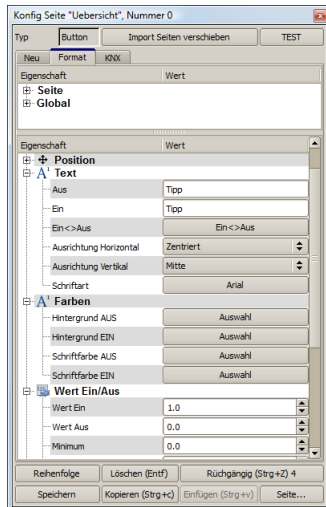 Konfig Seite "Uebersicht", Nummer 0
Typ Button Import Seiten verschieben TEST
Neu Format KNX
Eigenschaft Wert
Seite
Global
Eigenschaft Wert
Position
Text
Aus Tipp
Ein Tipp
Ein<>Aus Ein<>Aus
Ausrichtung Horizontal Zentriert
Ausrichtung Vertikal Mitte
Schriftart Arial
Farben
Hintergrund AUS Auswahl
Hintergrund EIN Auswahl
Schriftfarbe AUS Auswahl
Schriftfarbe EIN Auswahl
Wert Ein/Aus
Wert Ein 1.0
Wert Aus 0.0
Minimum 0.0
Reihenfolge Löschen (Entf) Rüchgängig (Strg+Z) 4
Speichern Kopieren (Strg+c) Einfügen (Strg+v) Seite...